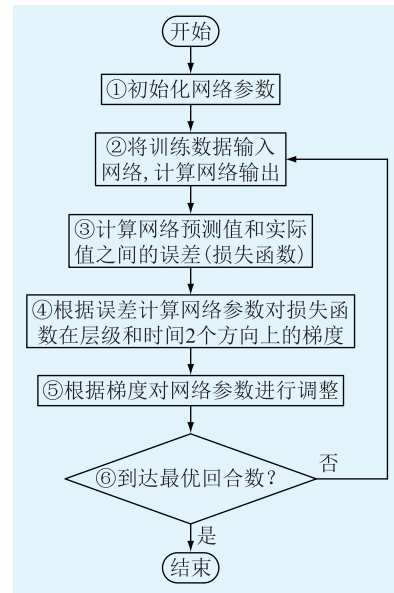 开始
①初始化网络参数
②将训练数据输入
网络,计算网络输出
③计算网络预测值和实际
值之间的误差(损失函数)
④根据误差计算网络参数对损失函
数在层级和时间2个方向上的梯度
⑤根据梯度对网络参数进行调整
⑥到达最优回合数?
否
是
结束